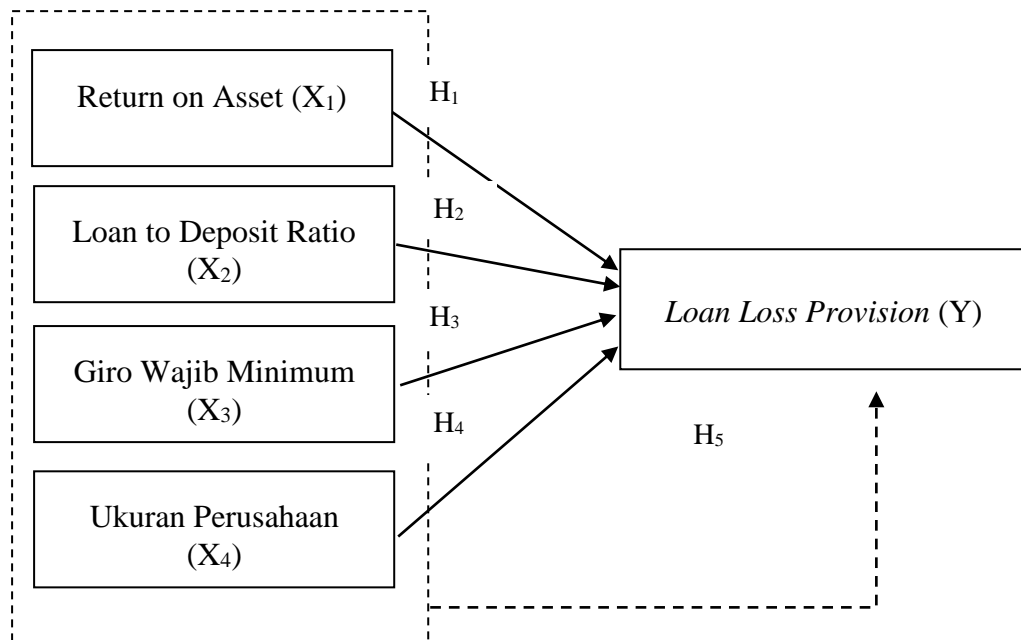 Return on Asset (X₁)
H₁
Loan to Deposit Ratio
(X₂)
H₂
Giro Wajib Minimum
(X₃)
H₃
Ukuran Perusahaan
(X₄)
H₄
Loan Loss Provision (Y)
H₅